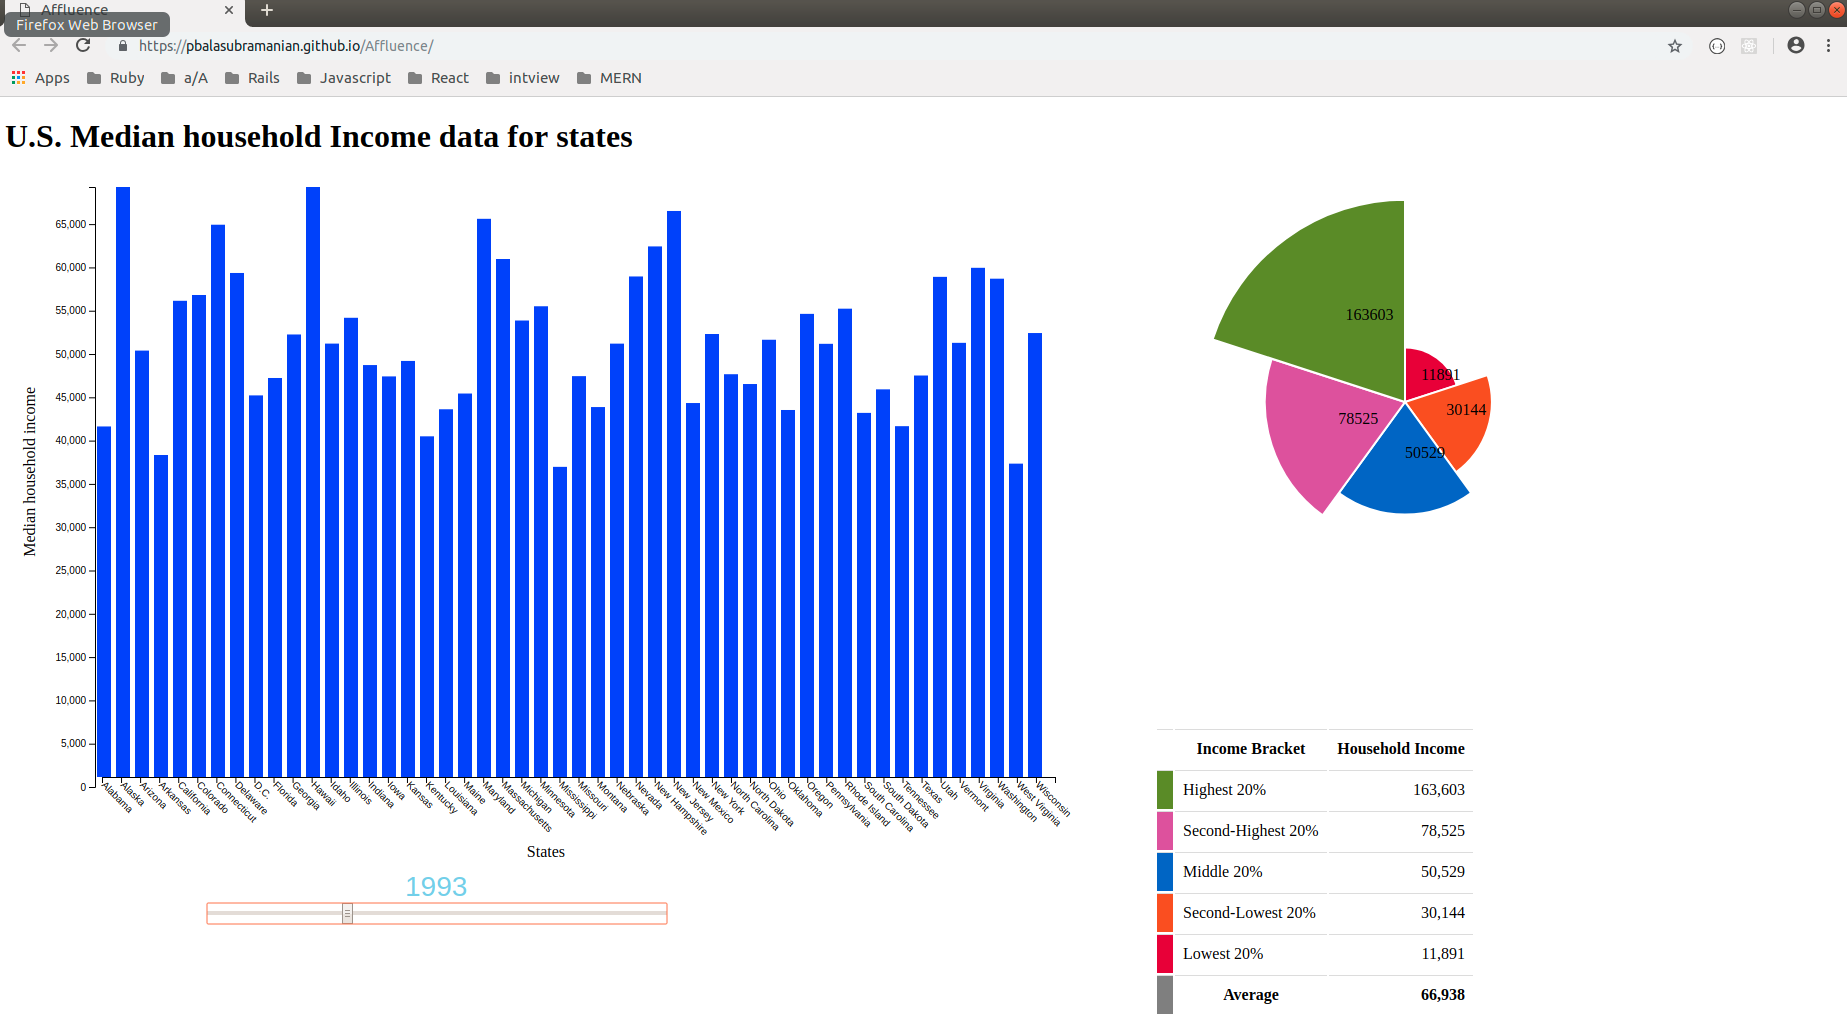 Affluence
Firefox Web Browser
https://pbalasubramanian.github.io/Affluence/
Apps Ruby a/A Rails Javascript React intview MERN
U.S. Median household Income data for states
Median household income
65,000
60,000
55,000
50,000
45,000
40,000
35,000
30,000
25,000
20,000
15,000
10,000
5,000
0
Alabama
Alaska
Arizona
Arkansas
California
Colorado
Connecticut
Delaware
D.C.
Florida
Georgia
Hawaii
Idaho
Illinois
Indiana
Iowa
Kansas
Kentucky
Louisiana
Maine
Maryland
Massachusetts
Michigan
Minnesota
Mississippi
Missouri
Montana
Nebraska
Nevada
New Hampshire
New Jersey
New Mexico
New York
North Carolina
North Dakota
Ohio
Oklahoma
Oregon
Pennsylvania
Rhode Island
South Carolina
South Dakota
Tennessee
Texas
Utah
Vermont
Virginia
Washington
West Virginia
Wisconsin
States
1993
163603
11891
30144
78525
50529
Income Bracket Household Income
Highest 20% 163,603
Second-Highest 20% 78,525
Middle 20% 50,529
Second-Lowest 20% 30,144
Lowest 20% 11,891
Average 66,938